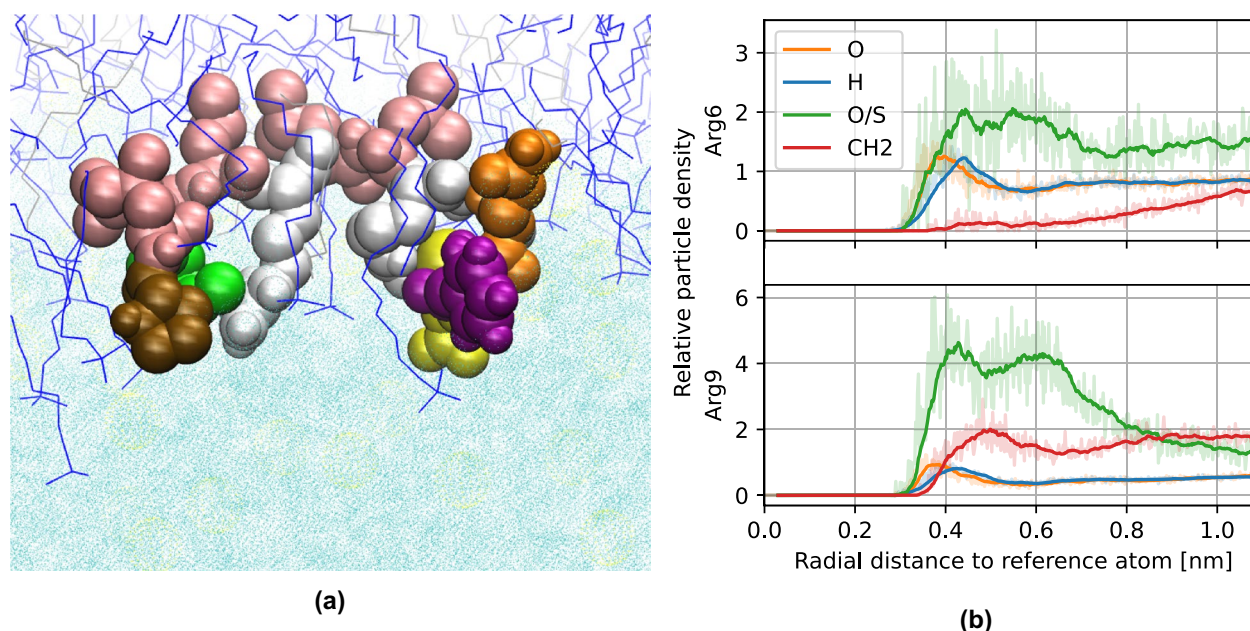 (a)
O
H
O/S
CH2
3
2
1
0
Arg6
Relative particle density
6
4
2
0
Arg9
0.0 0.2 0.4 0.6 0.8 1.0
Radial distance to reference atom [nm]
(b)